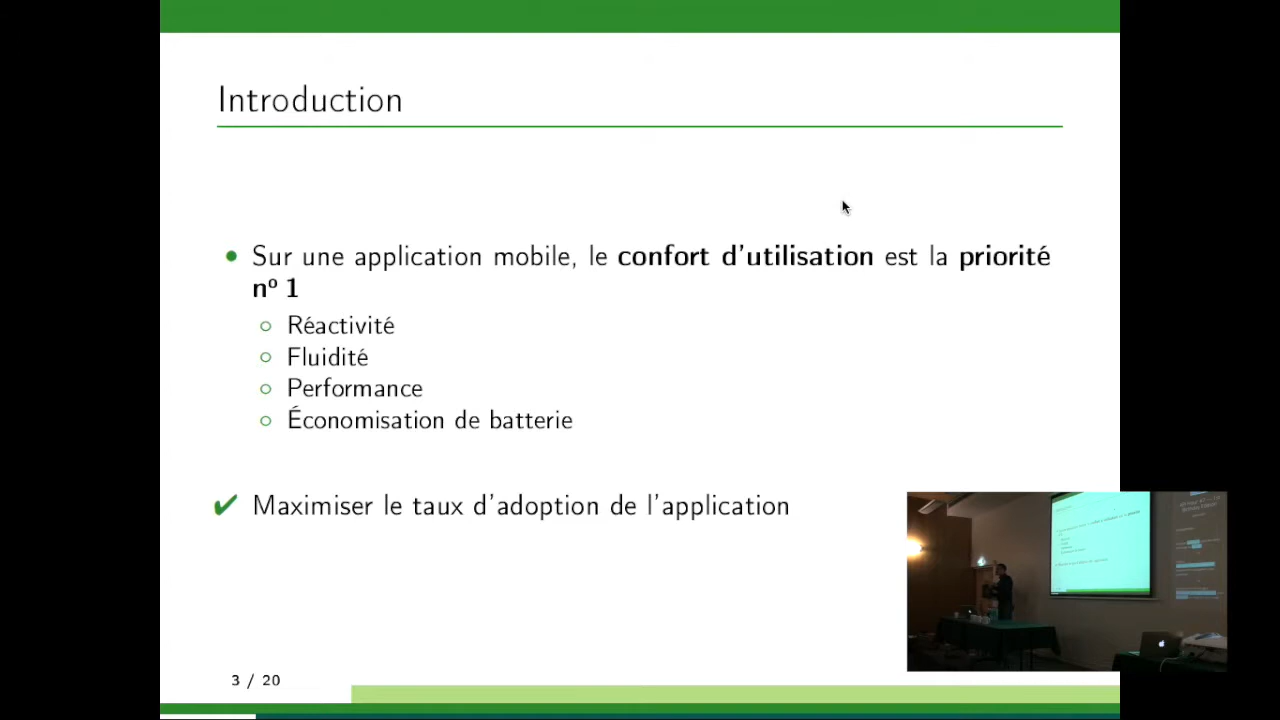 Introduction
• Sur une application mobile, le confort d'utilisation est la priorité
nº 1
○ Réactivité
○ Fluidité
○ Performance
○ Économisation de batterie
✔ Maximiser le taux d'adoption de l'application
3 / 20